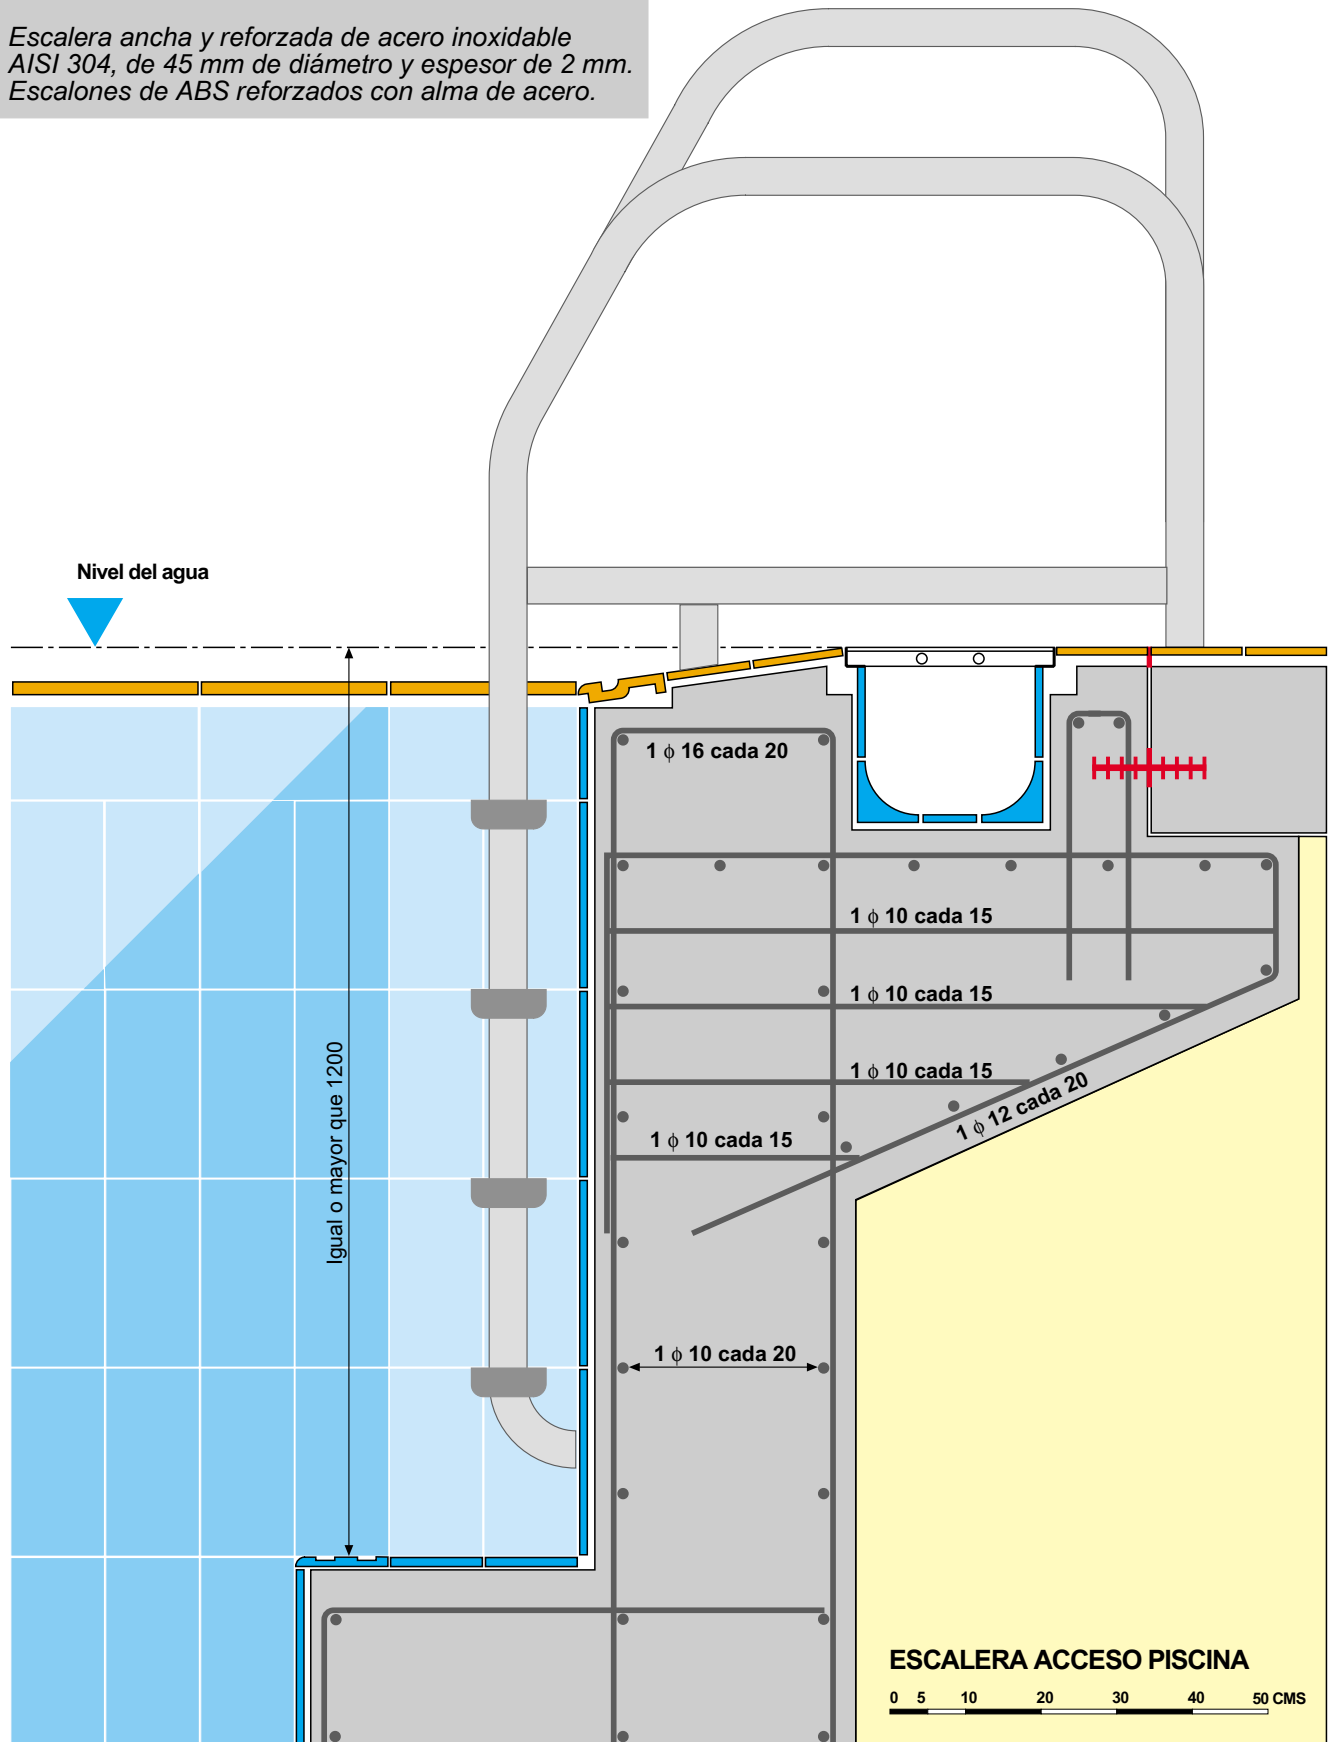 Escalera ancha y reforzada de acero inoxidable
AISI 304, de 45 mm de diámetro y espesor de 2 mm.
Escalones de ABS reforzados con alma de acero.
Nivel del agua
1 ϕ 16 cada 20
1 ϕ 10 cada 15
1 ϕ 10 cada 15
1 ϕ 10 cada 15
1 ϕ 12 cada 20
1 ϕ 10 cada 15
Igual o mayor que 1200
1 ϕ 10 cada 20
ESCALERA ACCESO PISCINA
0 5 10 20 30 40 50 CMS